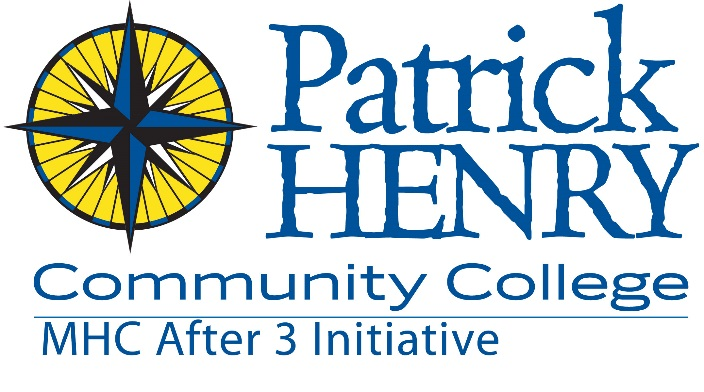 Patrick
HENRY
Community College
MHC After 3 Initiative